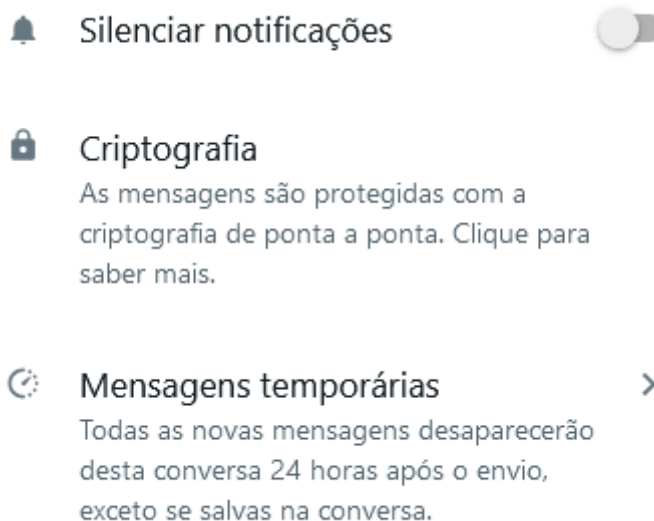 Silenciar notificações
Criptografia
As mensagens são protegidas com a
criptografia de ponta a ponta. Clique para
saber mais.
Mensagens temporárias
Todas as novas mensagens desaparecerão
desta conversa 24 horas após o envio,
exceto se salvas na conversa.